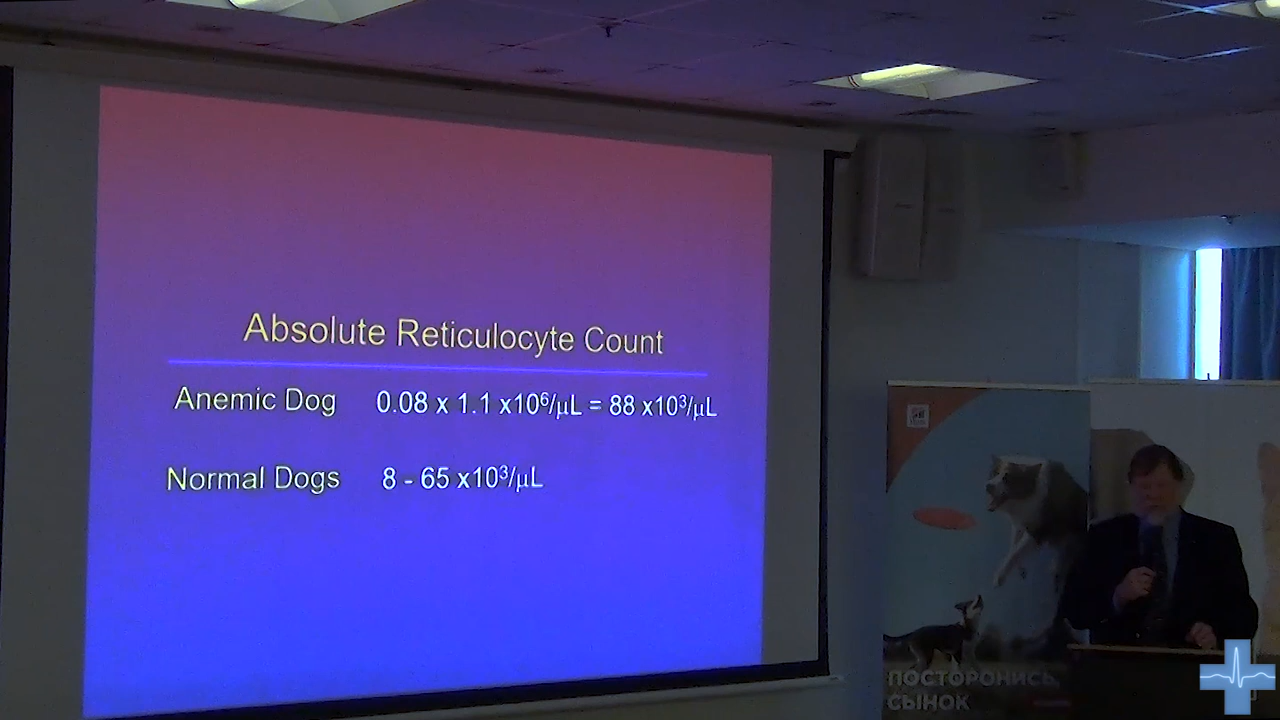 Absolute Reticulocyte Count
Anemic Dog 0.08 x 1.1 x10⁶/µL = 88 x10³/µL
Normal Dogs 8 - 65 x10³/µL
ПОСТОРОНИСЬ,
СЫНОК